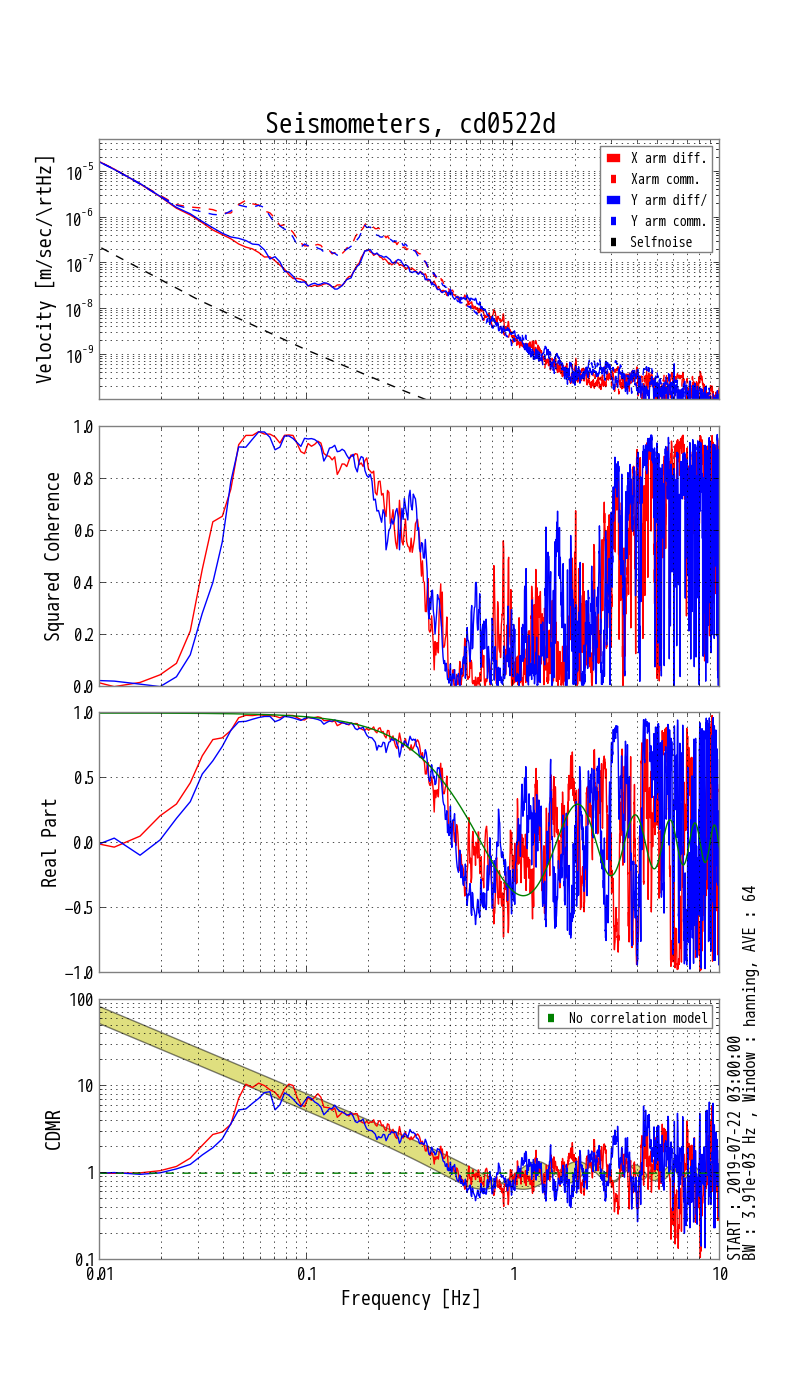 Seismometers, cd0522d
Velocity [m/sec/\rtHz]
10^-5
10^-6
10^-7
10^-8
10^-9
X arm diff.
Xarm comm.
Y arm diff/
Y arm comm.
Selfnoise
Squared Coherence
1.0
0.8
0.6
0.4
0.2
0.0
Real Part
1.0
0.5
0.0
−0.5
−1.0
CDMR
100
10
1
0.1
No correlation model
0.01
0.1
1
10
Frequency [Hz]
START : 2019-07-22 03:00:00
BW : 3.91e-03 Hz , Window : hanning, AVE : 64